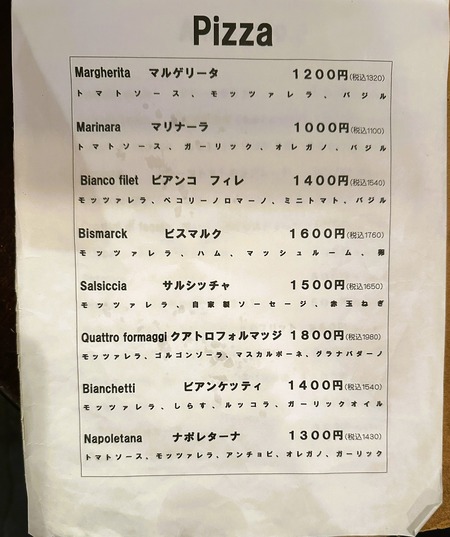 Pizza
Margherita マルゲリータ 1200円(税込1320)
トマトソース、モッツァレラ、バジル
Marinara マリナーラ 1000円(税込1100)
トマトソース、ガーリック、オレガノ、バジル
Bianco filet ビアンコ フィレ 1400円(税込1540)
モッツァレラ、ペコリーノロマーノ、ミニトマト、バジル
Bismarck ビスマルク 1600円(税込1760)
モッツァレラ、ハム、マッシュルーム、卵
Salsiccia サルシッチャ 1500円(税込1650)
モッツァレラ、自家製ソーセージ、赤玉ねぎ
Quattro formaggi クアトロフォルマッジ 1800円(税込1980)
モッツァレラ、ゴルゴンゾーラ、マスカルポーネ、グラナパダーノ
Bianchetti ビアンケッティ 1400円(税込1540)
モッツァレラ、しらす、ルッコラ、ガーリックオイル
Napoletana ナポレターナ 1300円(税込1430)
トマトソース、モッツァレラ、アンチョビ、オレガノ、ガーリック